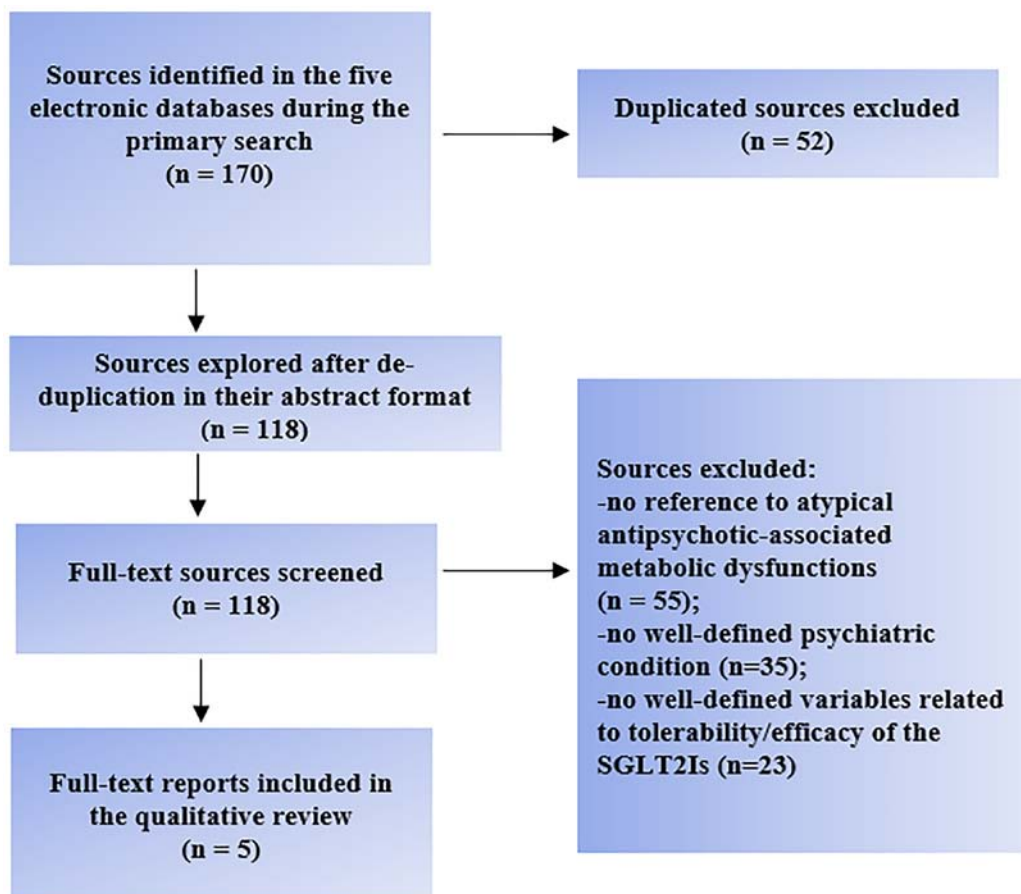 Sources identified in the five
electronic databases during the
primary search
(n = 170)
Duplicated sources excluded
(n = 52)
Sources explored after de-
duplication in their abstract format
(n = 118)
Full-text sources screened
(n = 118)
Sources excluded:
-no reference to atypical
antipsychotic-associated
metabolic dysfunctions
(n = 55);
-no well-defined psychiatric
condition (n=35);
-no well-defined variables related
to tolerability/efficacy of the
SGLT2Is (n=23)
Full-text reports included in
the qualitative review
(n = 5)